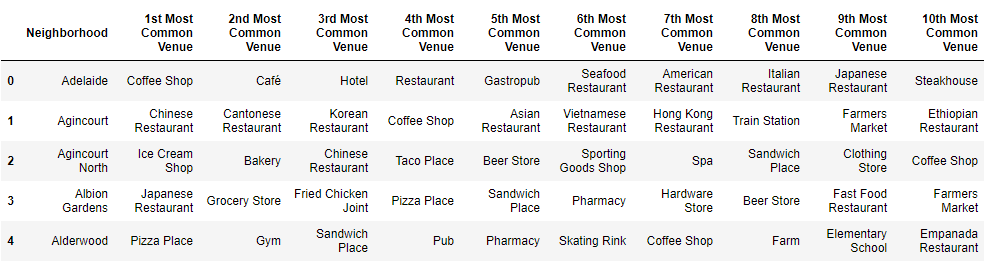 Neighborhood 1st Most Common Venue 2nd Most Common Venue 3rd Most Common Venue 4th Most Common Venue 5th Most Common Venue 6th Most Common Venue 7th Most Common Venue 8th Most Common Venue 9th Most Common Venue 10th Most Common Venue
0 Adelaide Coffee Shop Café Hotel Restaurant Gastropub Seafood Restaurant American Restaurant Italian Restaurant Japanese Restaurant Steakhouse
1 Agincourt Chinese Restaurant Cantonese Restaurant Korean Restaurant Coffee Shop Asian Restaurant Vietnamese Restaurant Hong Kong Restaurant Train Station Farmers Market Ethiopian Restaurant
2 Agincourt North Ice Cream Shop Bakery Chinese Restaurant Taco Place Beer Store Sporting Goods Shop Spa Sandwich Place Clothing Store Coffee Shop
3 Albion Gardens Japanese Restaurant Grocery Store Fried Chicken Joint Pizza Place Sandwich Place Pharmacy Hardware Store Beer Store Fast Food Restaurant Farmers Market
4 Alderwood Pizza Place Gym Sandwich Place Pub Pharmacy Skating Rink Coffee Shop Farm Elementary School Empanada Restaurant